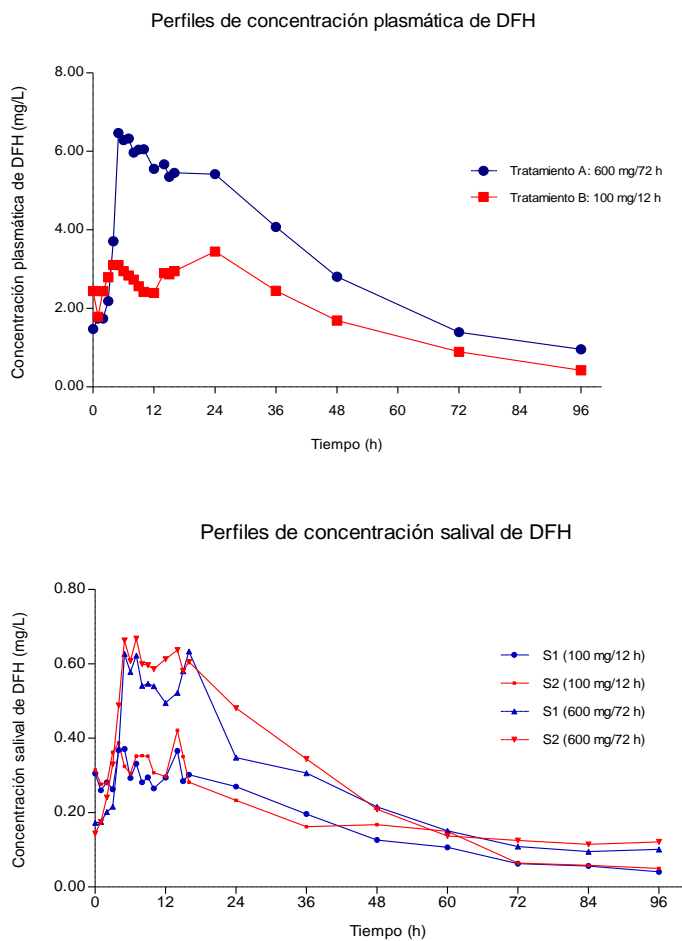 Perfiles de concentración plasmática de DFH
Concentración plasmática de DFH (mg/L)
8.00
6.00
4.00
2.00
0.00
0 12 24 36 48 60 72 84 96
Tiempo (h)
Tratamiento A: 600 mg/72 h
Tratamiento B: 100 mg/12 h
Perfiles de concentración salival de DFH
Concentración salival de DFH (mg/L)
0.80
0.60
0.40
0.20
0.00
0 12 24 36 48 60 72 84 96
Tiempo (h)
S1 (100 mg/12 h)
S2 (100 mg/12 h)
S1 (600 mg/72 h)
S2 (600 mg/72 h)